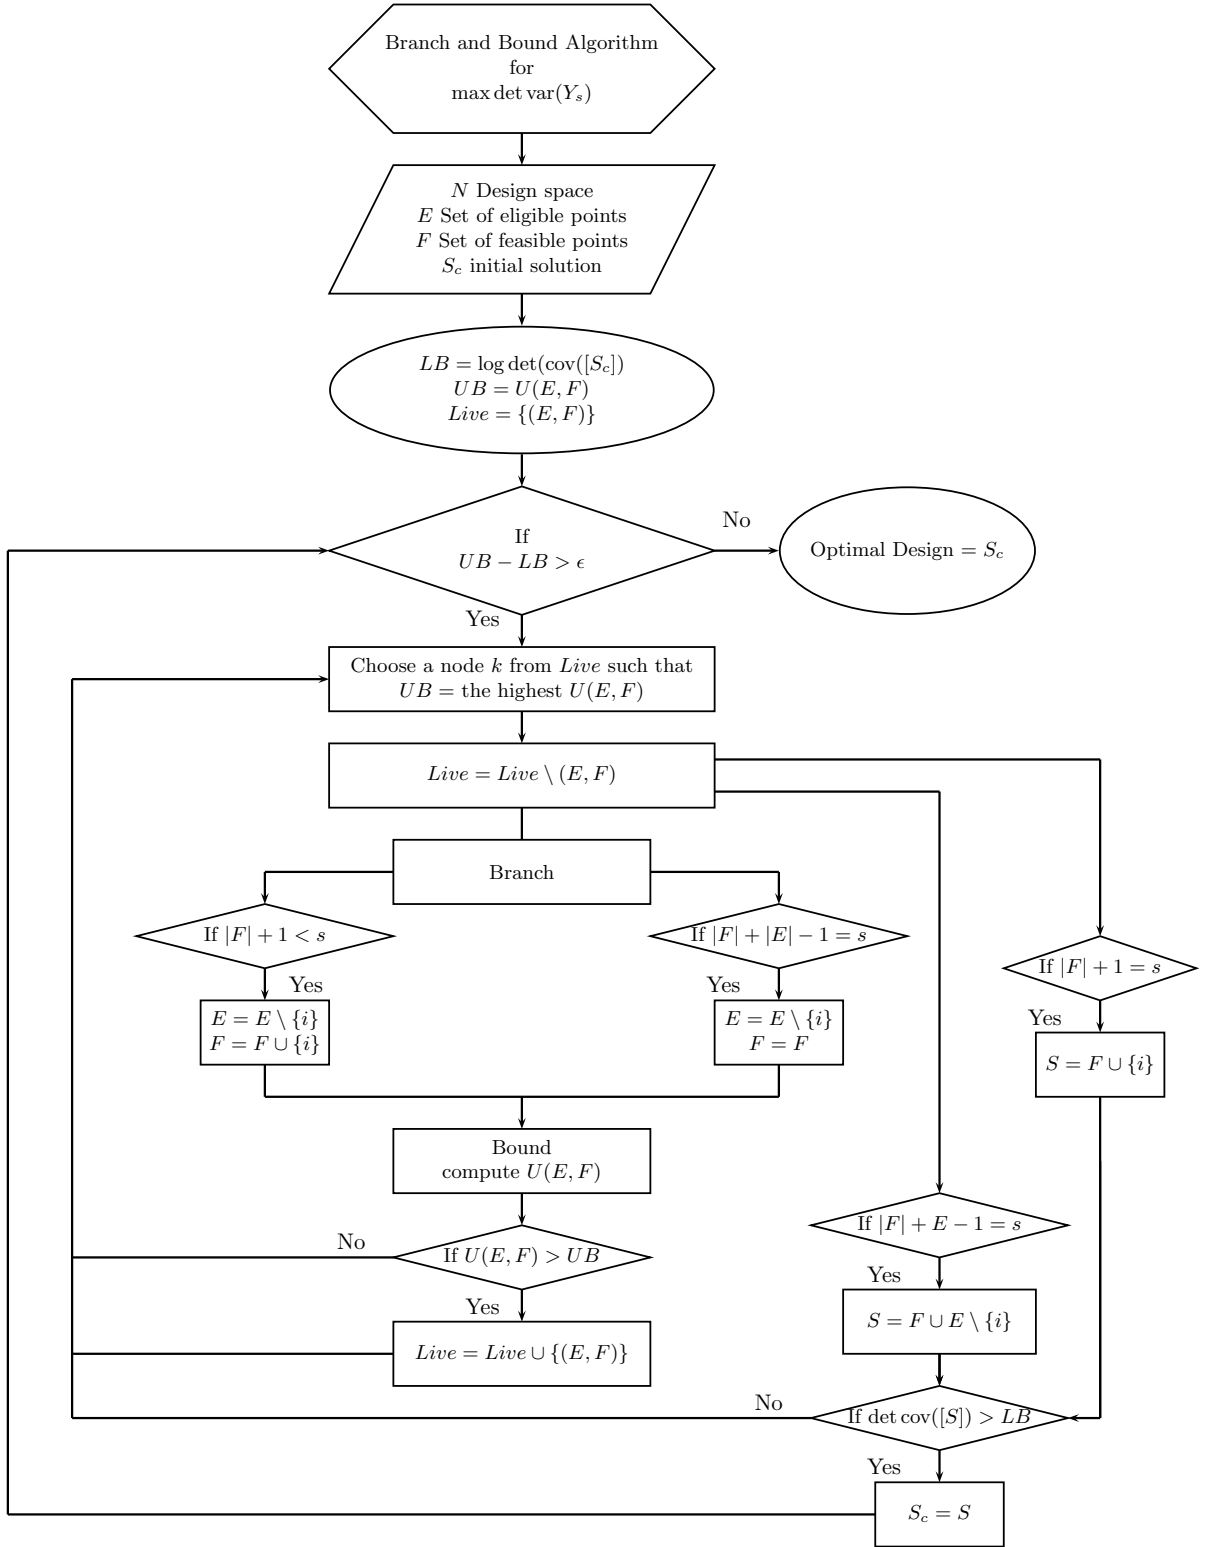 Branch and Bound Algorithm
for
max det var(Yₛ)
N Design space
E Set of eligible points
F Set of feasible points
S_c initial solution
LB = log det(cov([S_c])
UB = U(E, F)
Live = {(E, F)}
If
UB − LB > ϵ
No
Optimal Design = S_c
Yes
Choose a node k from Live such that
UB = the highest U(E, F)
Live = Live \ (E, F)
Branch
If |F| + 1 < s
If |F| + |E| − 1 = s
If |F| + 1 = s
Yes
Yes
Yes
E = E \ {i}
F = F ∪ {i}
E = E \ {i}
F = F
S = F ∪ {i}
Bound
compute U(E, F)
If |F| + E − 1 = s
No
If U(E, F) > UB
Yes
Yes
S = F ∪ E \ {i}
Live = Live ∪ {(E, F)}
No
If det cov([S]) > LB
Yes
S_c = S